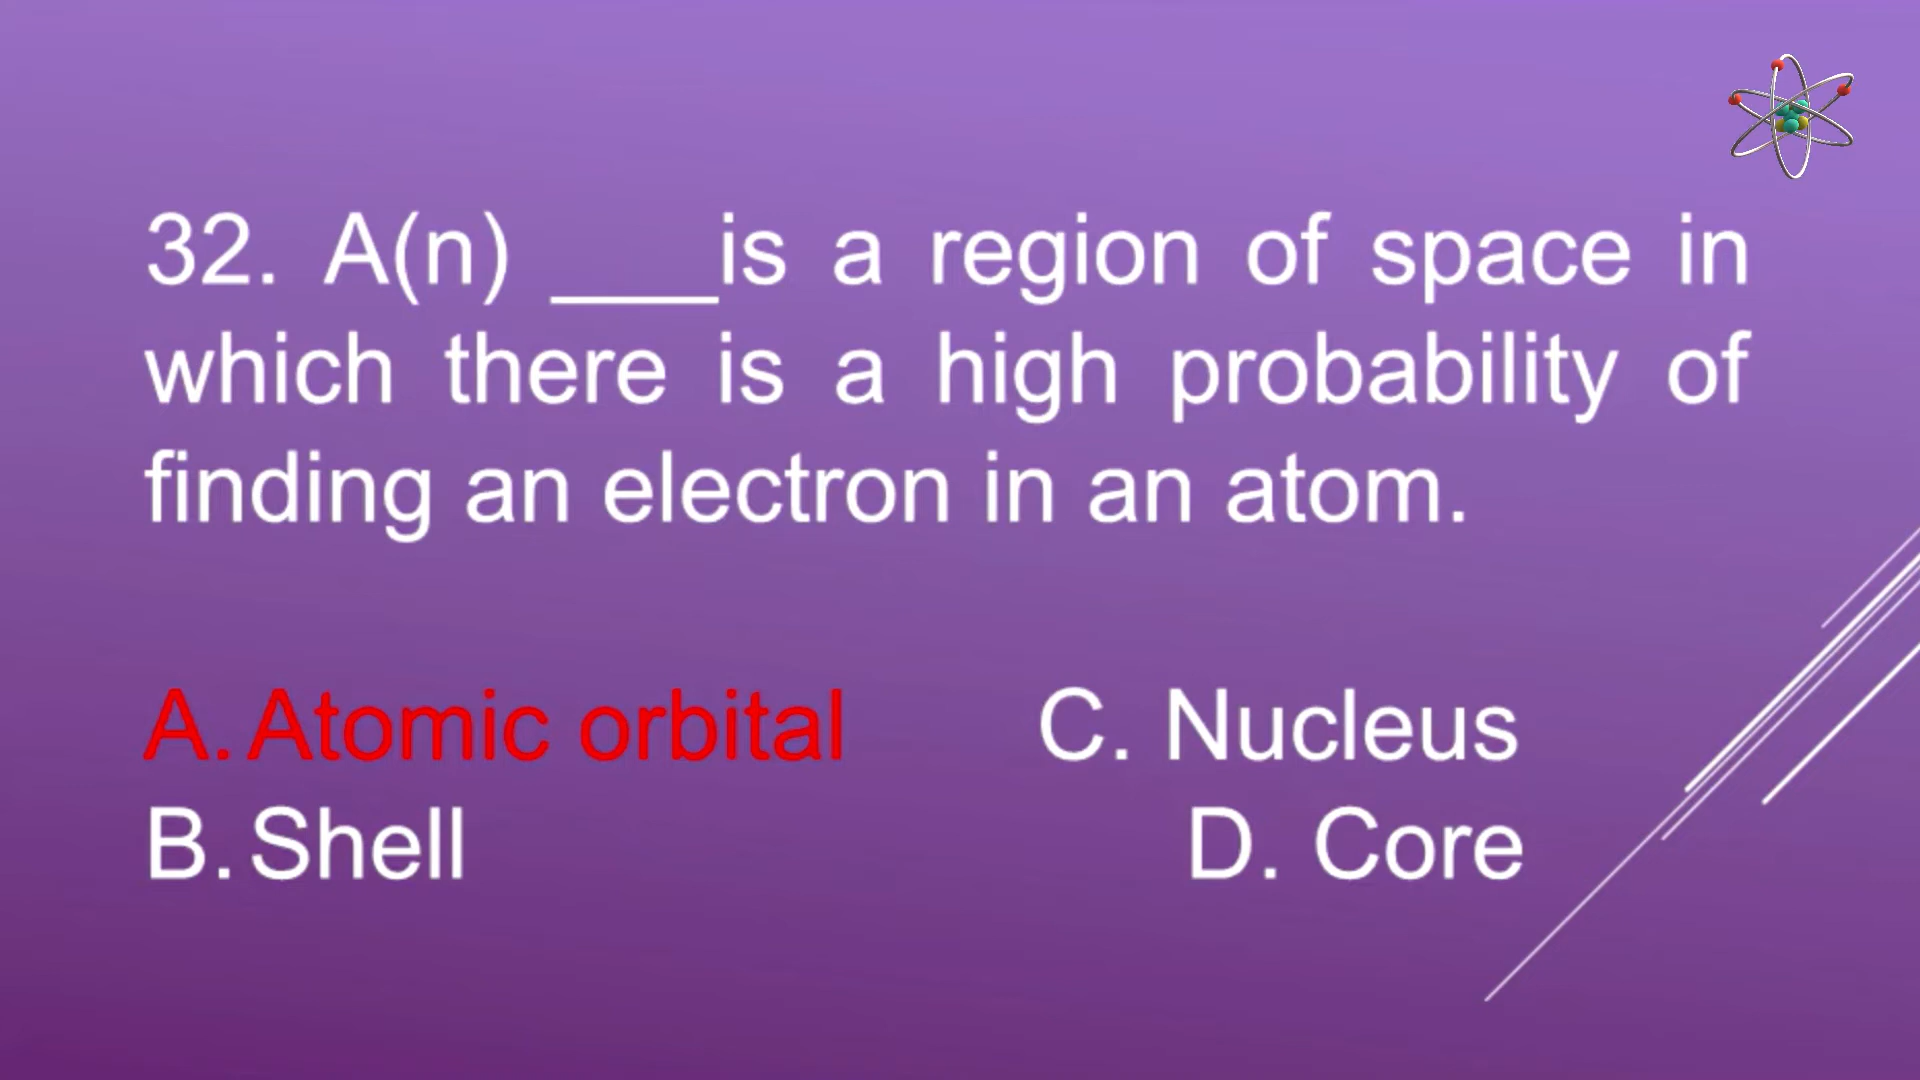 32. A(n) ____is a region of space in
which there is a high probability of
finding an electron in an atom.
A. Atomic orbital C. Nucleus
B. Shell D. Core